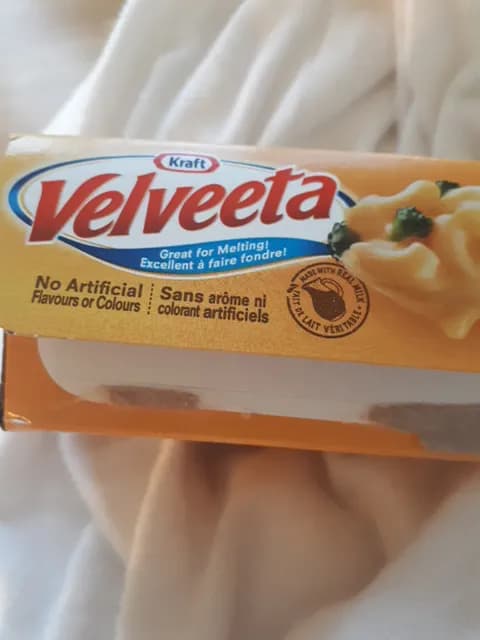 Kraft
Velveeta
Great for Melting!
Excellent à faire fondre!
No Artificial
Flavours or Colours
Sans arôme ni
colorant artificiels
MADE WITH REAL MILK
FAIT DE LAIT VÉRITABLE